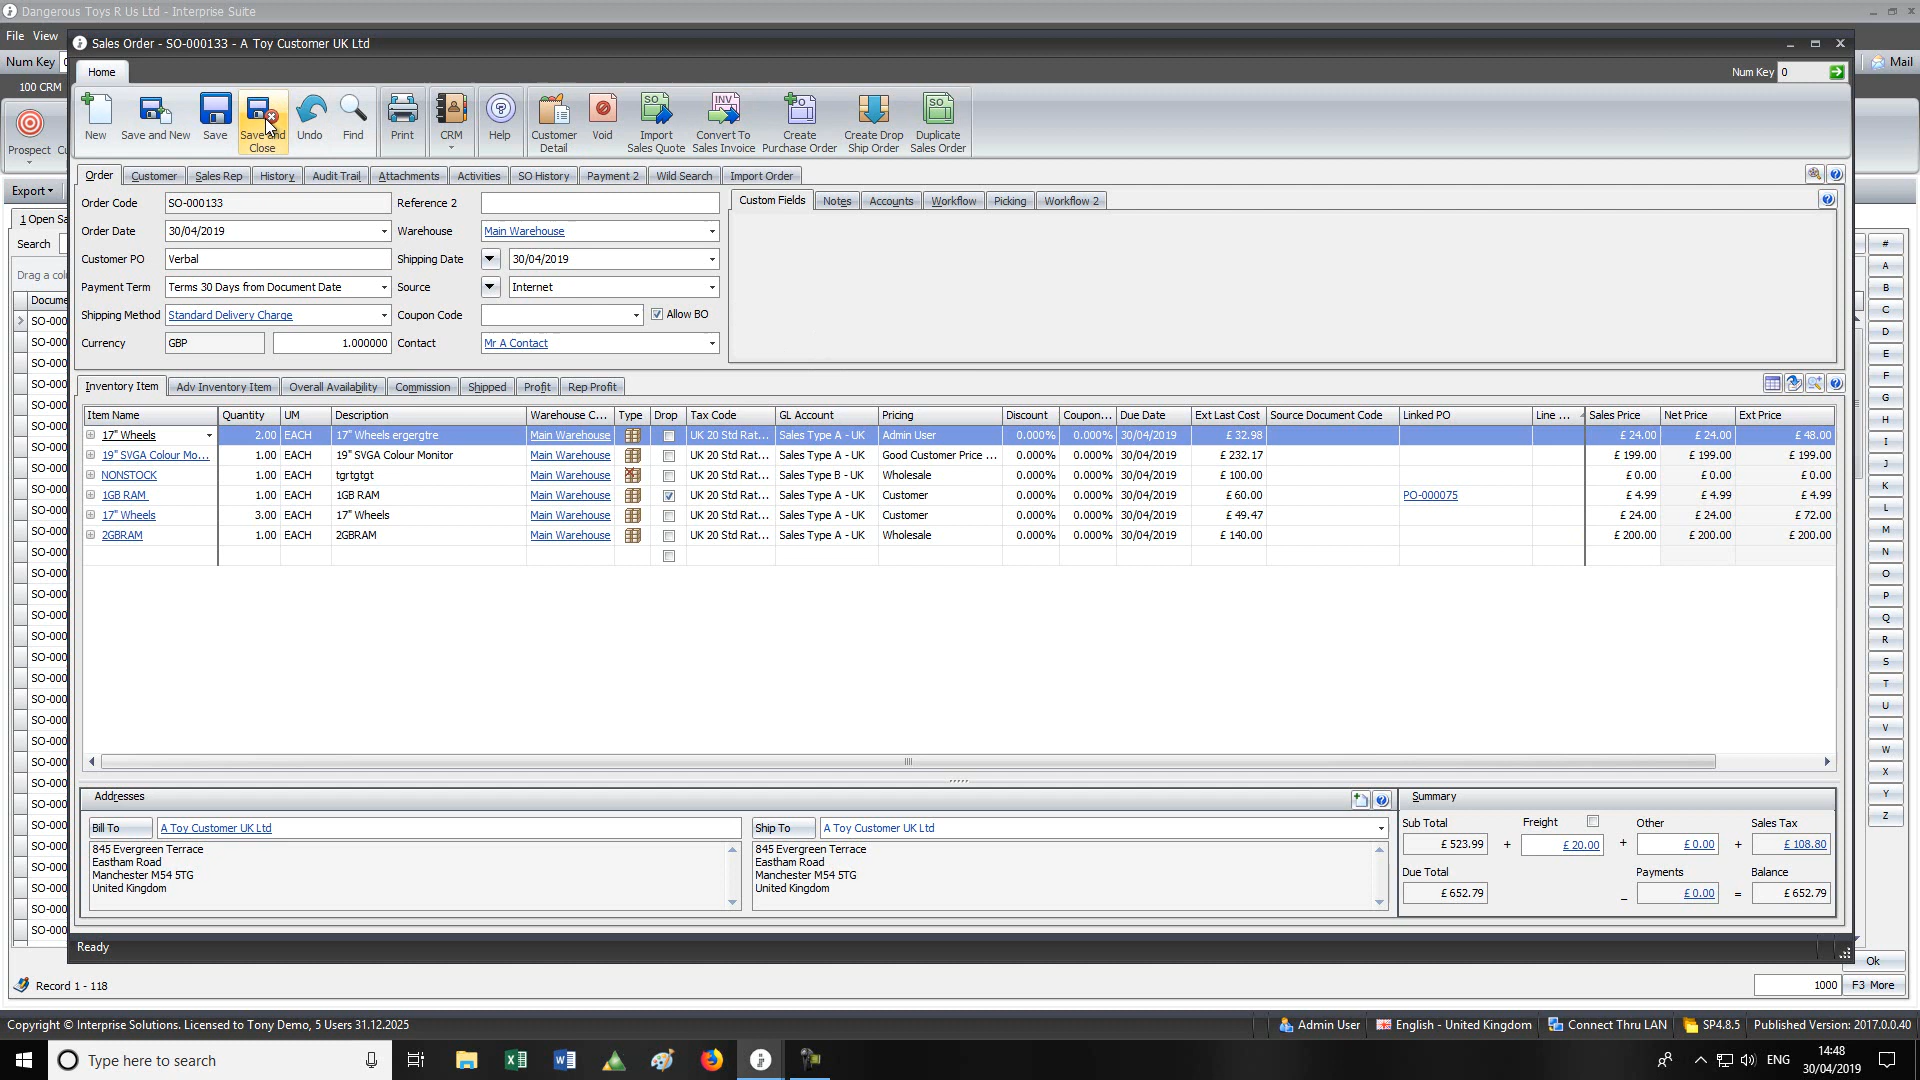 Dangerous Toys R Us Ltd - Interprise Suite
File View
Num Key
100 CRM
Prospect
Export
1 Open Sa
Search
Drag a colu
Docume
SO-000
Record 1 - 118
Sales Order - SO-000133 - A Toy Customer UK Ltd
Home
Num Key 0
Mail
New
Save and New
Save
Save and Close
Undo
Find
Print
CRM
Help
Customer Detail
Void
Import Sales Quote
Convert To Sales Invoice
Create Purchase Order
Create Drop Ship Order
Duplicate Sales Order
Order Customer Sales Rep History Audit Trail Attachments Activities SO History Payment 2 Wild Search Import Order
Order Code SO-000133 Reference 2
Order Date 30/04/2019 Warehouse Main Warehouse
Customer PO Verbal Shipping Date 30/04/2019
Payment Term Terms 30 Days from Document Date Source Internet
Shipping Method Standard Delivery Charge Coupon Code Allow BO
Currency GBP 1.000000 Contact Mr A Contact
Custom Fields Notes Accounts Workflow Picking Workflow 2
Inventory Item Adv Inventory Item Overall Availability Commission Shipped Profit Rep Profit
Item Name Quantity UM Description Warehouse C... Type Drop Tax Code GL Account Pricing Discount Coupon... Due Date Ext Last Cost Source Document Code Linked PO Line ... Sales Price Net Price Ext Price
17" Wheels 2.00 EACH 17" Wheels ergergtre Main Warehouse UK 20 Std Rat... Sales Type A - UK Admin User 0.000% 0.000% 30/04/2019 £ 32.98 £ 24.00 £ 24.00 £ 48.00
19" SVGA Colour Mo... 1.00 EACH 19" SVGA Colour Monitor Main Warehouse UK 20 Std Rat... Sales Type A - UK Good Customer Price ... 0.000% 0.000% 30/04/2019 £ 232.17 £ 199.00 £ 199.00 £ 199.00
NONSTOCK 1.00 EACH tgrtgtgt Main Warehouse UK 20 Std Rat... Sales Type B - UK Wholesale 0.000% 0.000% 30/04/2019 £ 100.00 £ 0.00 £ 0.00 £ 0.00
1GB RAM 1.00 EACH 1GB RAM Main Warehouse UK 20 Std Rat... Sales Type A - UK Customer 0.000% 0.000% 30/04/2019 £ 60.00 PO-000075 £ 4.99 £ 4.99 £ 4.99
17" Wheels 3.00 EACH 17" Wheels Main Warehouse UK 20 Std Rat... Sales Type A - UK Customer 0.000% 0.000% 30/04/2019 £ 49.47 £ 24.00 £ 24.00 £ 72.00
2GBRAM 1.00 EACH 2GBRAM Main Warehouse UK 20 Std Rat... Sales Type A - UK Wholesale 0.000% 0.000% 30/04/2019 £ 140.00 £ 200.00 £ 200.00 £ 200.00
Addresses
Bill To A Toy Customer UK Ltd
845 Evergreen Terrace
Eastham Road
Manchester M54 5TG
United Kingdom
Ship To A Toy Customer UK Ltd
845 Evergreen Terrace
Eastham Road
Manchester M54 5TG
United Kingdom
Summary
Sub Total Freight Other Sales Tax
£ 523.99 + £ 20.00 + £ 0.00 + £ 108.80
Due Total Payments Balance
£ 652.79 - £ 0.00 = £ 652.79
Ready
#
A
B
C
D
E
F
G
H
I
J
K
L
M
N
O
P
Q
R
S
T
U
V
W
X
Y
Z
Ok
1000 F3 More
Copyright © Interprise Solutions. Licensed to Tony Demo, 5 Users 31.12.2025
Admin User English - United Kingdom Connect Thru LAN SP4.8.5 Published Version: 2017.0.0.40
Type here to search
ENG
14:48
30/04/2019